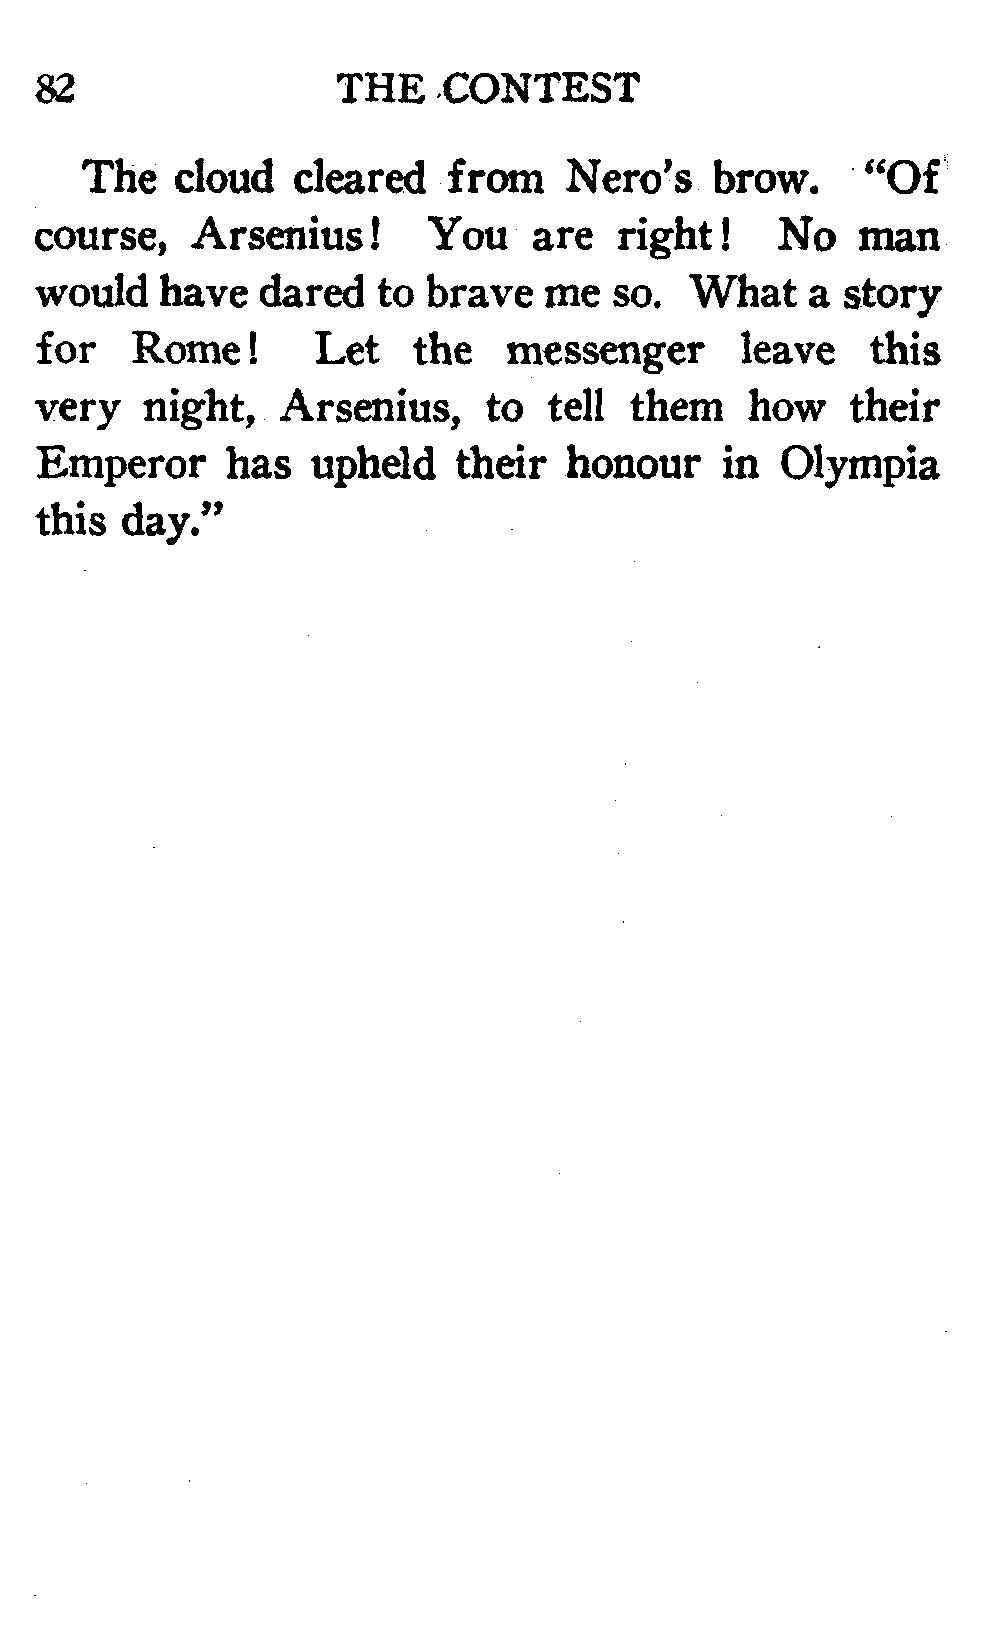 82 THE CONTEST
The cloud cleared from Nero's brow. “Of
course, Arsenius! You are right! No man
would have dared to brave me so. What a story
for Rome! Let the messenger leave this
very night, Arsenius, to tell them how their
Emperor has upheld their honour in Olympia
this day.”